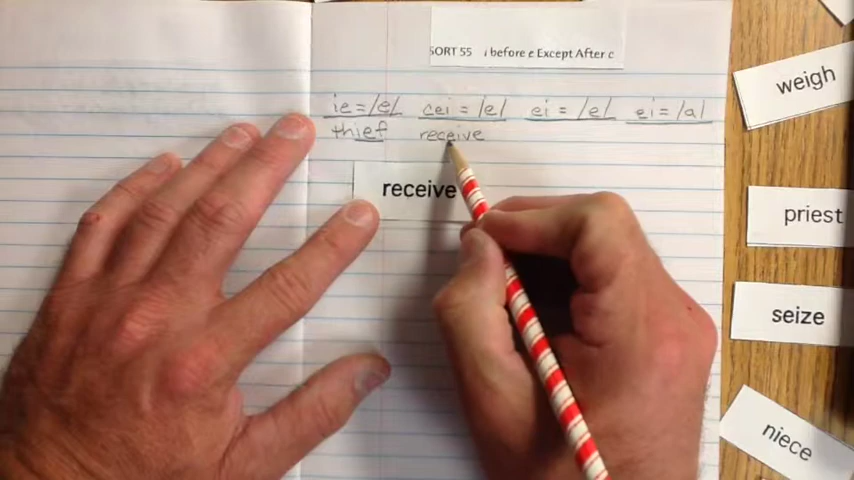 SORT 55 i before e Except After c
ie = /e/ cei = /e/ ei = /e/ ei = /a/
thief receive
receive
weigh
priest
seize
niece